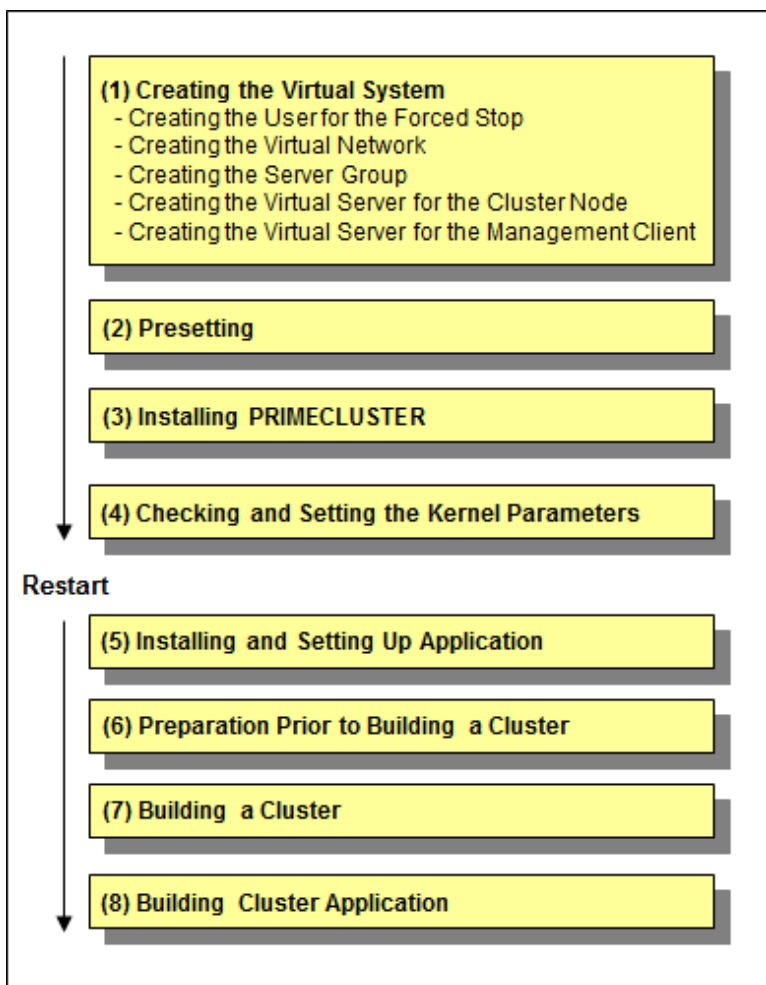 (1) Creating the Virtual System
- Creating the User for the Forced Stop
- Creating the Virtual Network
- Creating the Server Group
- Creating the Virtual Server for the Cluster Node
- Creating the Virtual Server for the Management Client
(2) Presetting
(3) Installing PRIMECLUSTER
(4) Checking and Setting the Kernel Parameters
Restart
(5) Installing and Setting Up Application
(6) Preparation Prior to Building a Cluster
(7) Building a Cluster
(8) Building Cluster Application